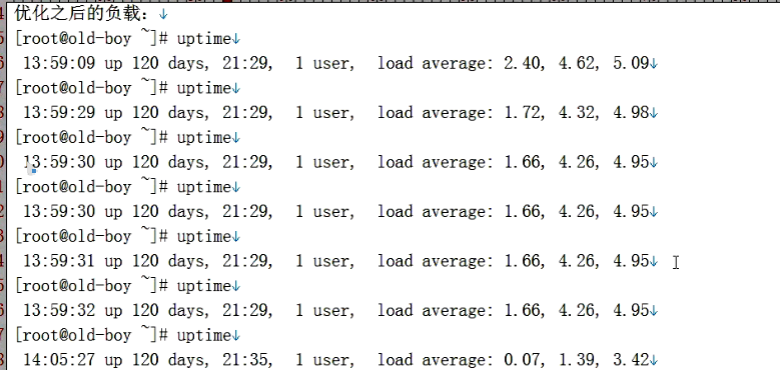 优化之后的负载：↓
[root@old-boy ~]# uptime↓
13:59:09 up 120 days, 21:29,  1 user,  load average: 2.40, 4.62, 5.09↓
[root@old-boy ~]# uptime↓
13:59:29 up 120 days, 21:29,  1 user,  load average: 1.72, 4.32, 4.98↓
[root@old-boy ~]# uptime↓
13:59:30 up 120 days, 21:29,  1 user,  load average: 1.66, 4.26, 4.95↓
[root@old-boy ~]# uptime↓
13:59:30 up 120 days, 21:29,  1 user,  load average: 1.66, 4.26, 4.95↓
[root@old-boy ~]# uptime↓
13:59:31 up 120 days, 21:29,  1 user,  load average: 1.66, 4.26, 4.95↓
[root@old-boy ~]# uptime↓
13:59:32 up 120 days, 21:29,  1 user,  load average: 1.66, 4.26, 4.95↓
[root@old-boy ~]# uptime↓
14:05:27 up 120 days, 21:35,  1 user,  load average: 0.07, 1.39, 3.42↓